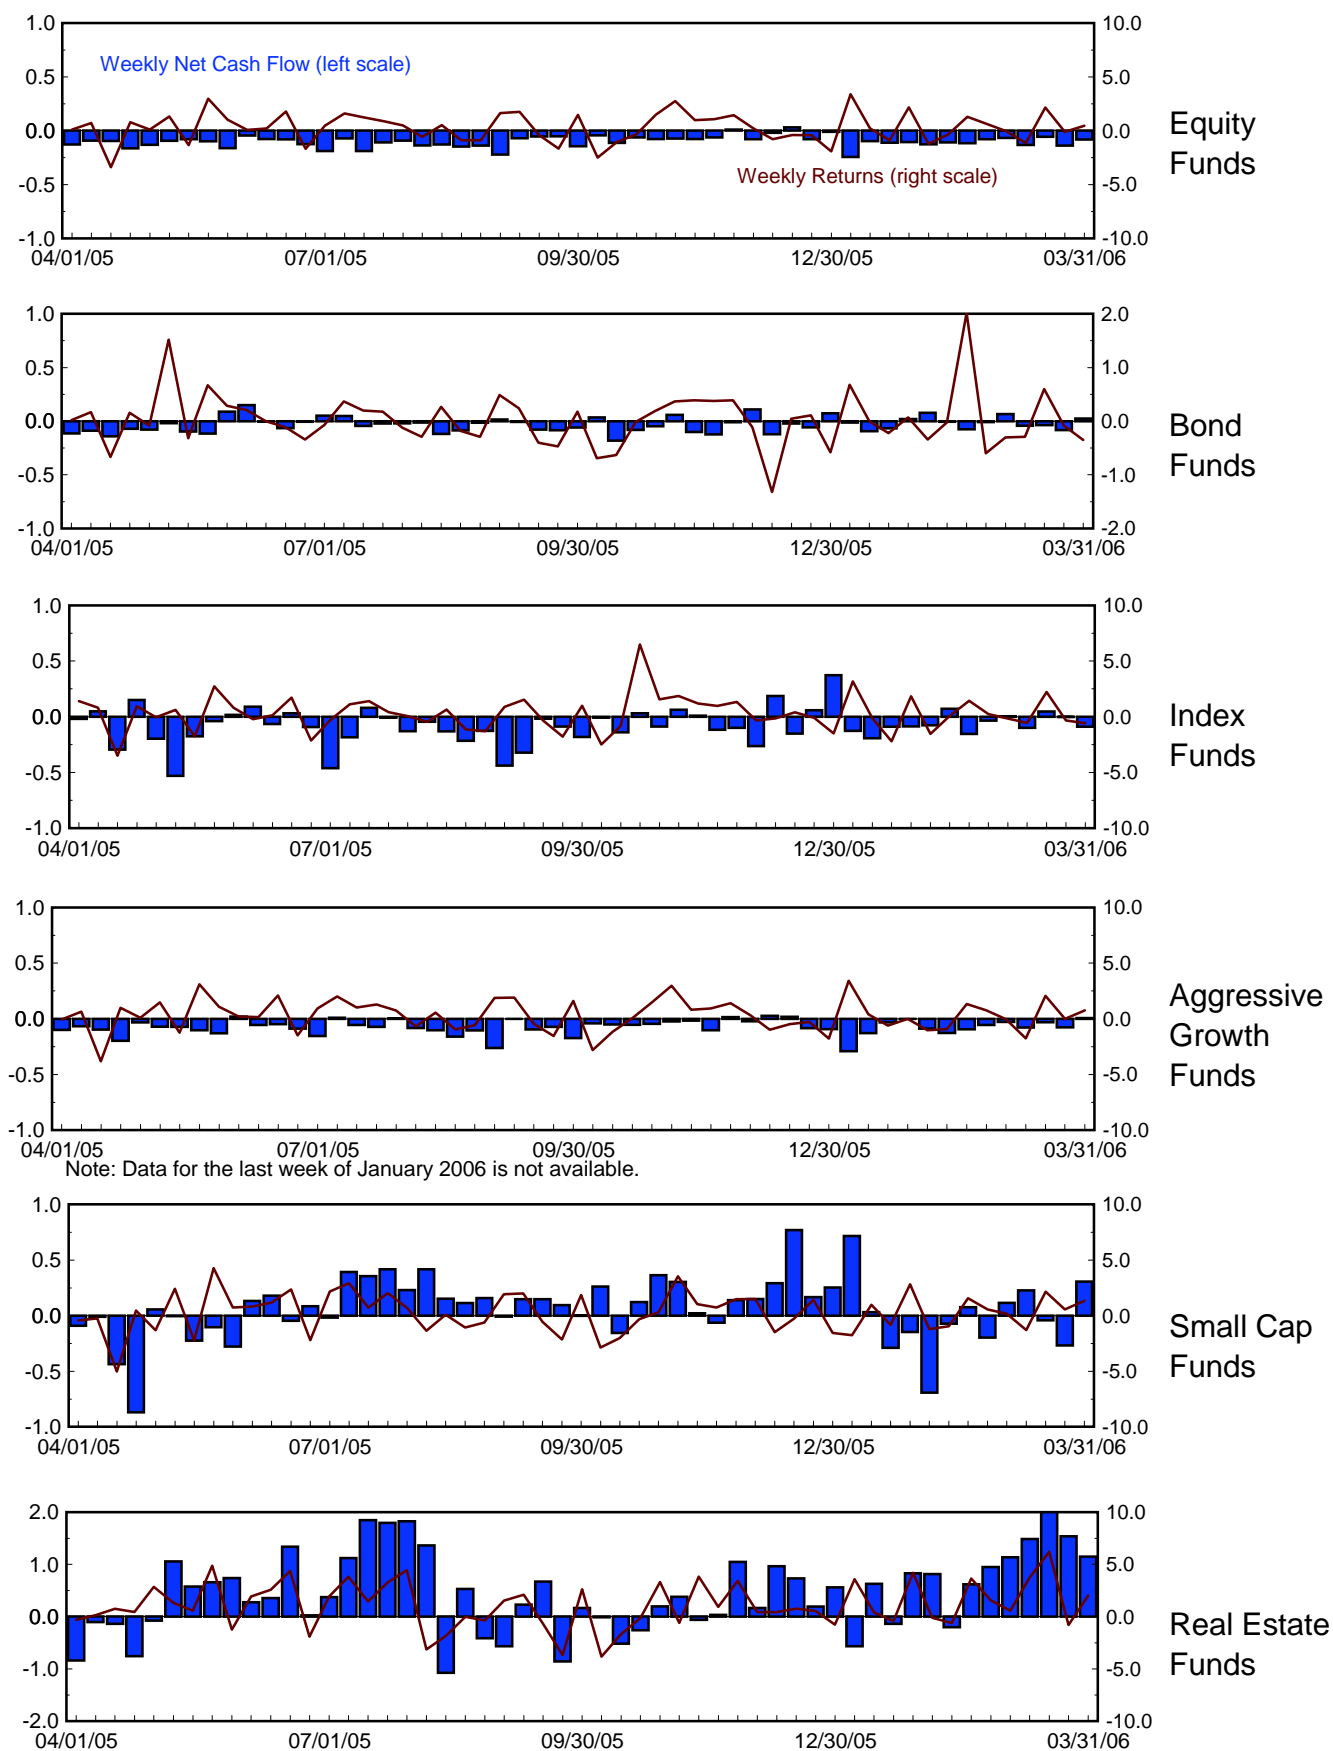 1.0 10.0
Weekly Net Cash Flow (left scale)
0.5 5.0
0.0 0.0
Equity
Funds
Weekly Returns (right scale)
-0.5 -5.0
-1.0 -10.0
04/01/05 07/01/05 09/30/05 12/30/05 03/31/06
1.0 2.0
0.5 1.0
0.0 0.0
Bond
Funds
-0.5 -1.0
-1.0 -2.0
04/01/05 07/01/05 09/30/05 12/30/05 03/31/06
1.0 10.0
0.5 5.0
0.0 0.0
Index
Funds
-0.5 -5.0
-1.0 -10.0
04/01/05 07/01/05 09/30/05 12/30/05 03/31/06
1.0 10.0
0.5 5.0
0.0 0.0
Aggressive
Growth
Funds
-0.5 -5.0
-1.0 -10.0
04/01/05 07/01/05 09/30/05 12/30/05 03/31/06
Note: Data for the last week of January 2006 is not available.
1.0 10.0
0.5 5.0
0.0 0.0
Small Cap
Funds
-0.5 -5.0
-1.0 -10.0
04/01/05 07/01/05 09/30/05 12/30/05 03/31/06
2.0 10.0
1.0 5.0
0.0 0.0
Real Estate
Funds
-1.0 -5.0
-2.0 -10.0
04/01/05 07/01/05 09/30/05 12/30/05 03/31/06